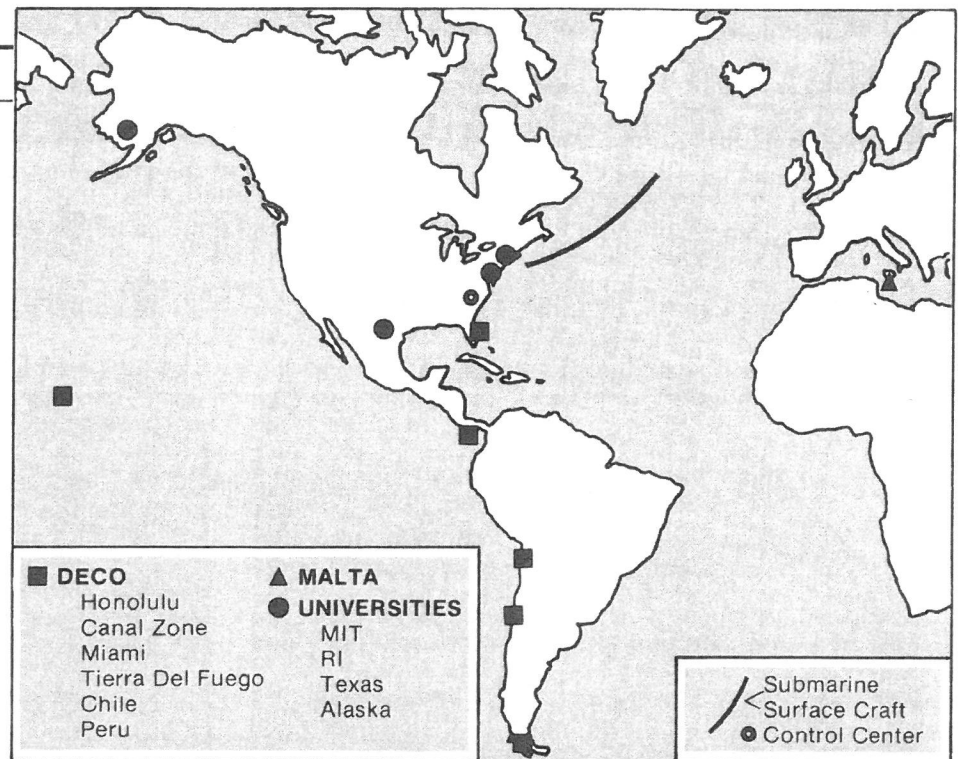 DECO
Honolulu
Canal Zone
Miami
Tierra Del Fuego
Chile
Peru
MALTA
UNIVERSITIES
MIT
RI
Texas
Alaska
Submarine
Surface Craft
Control Center